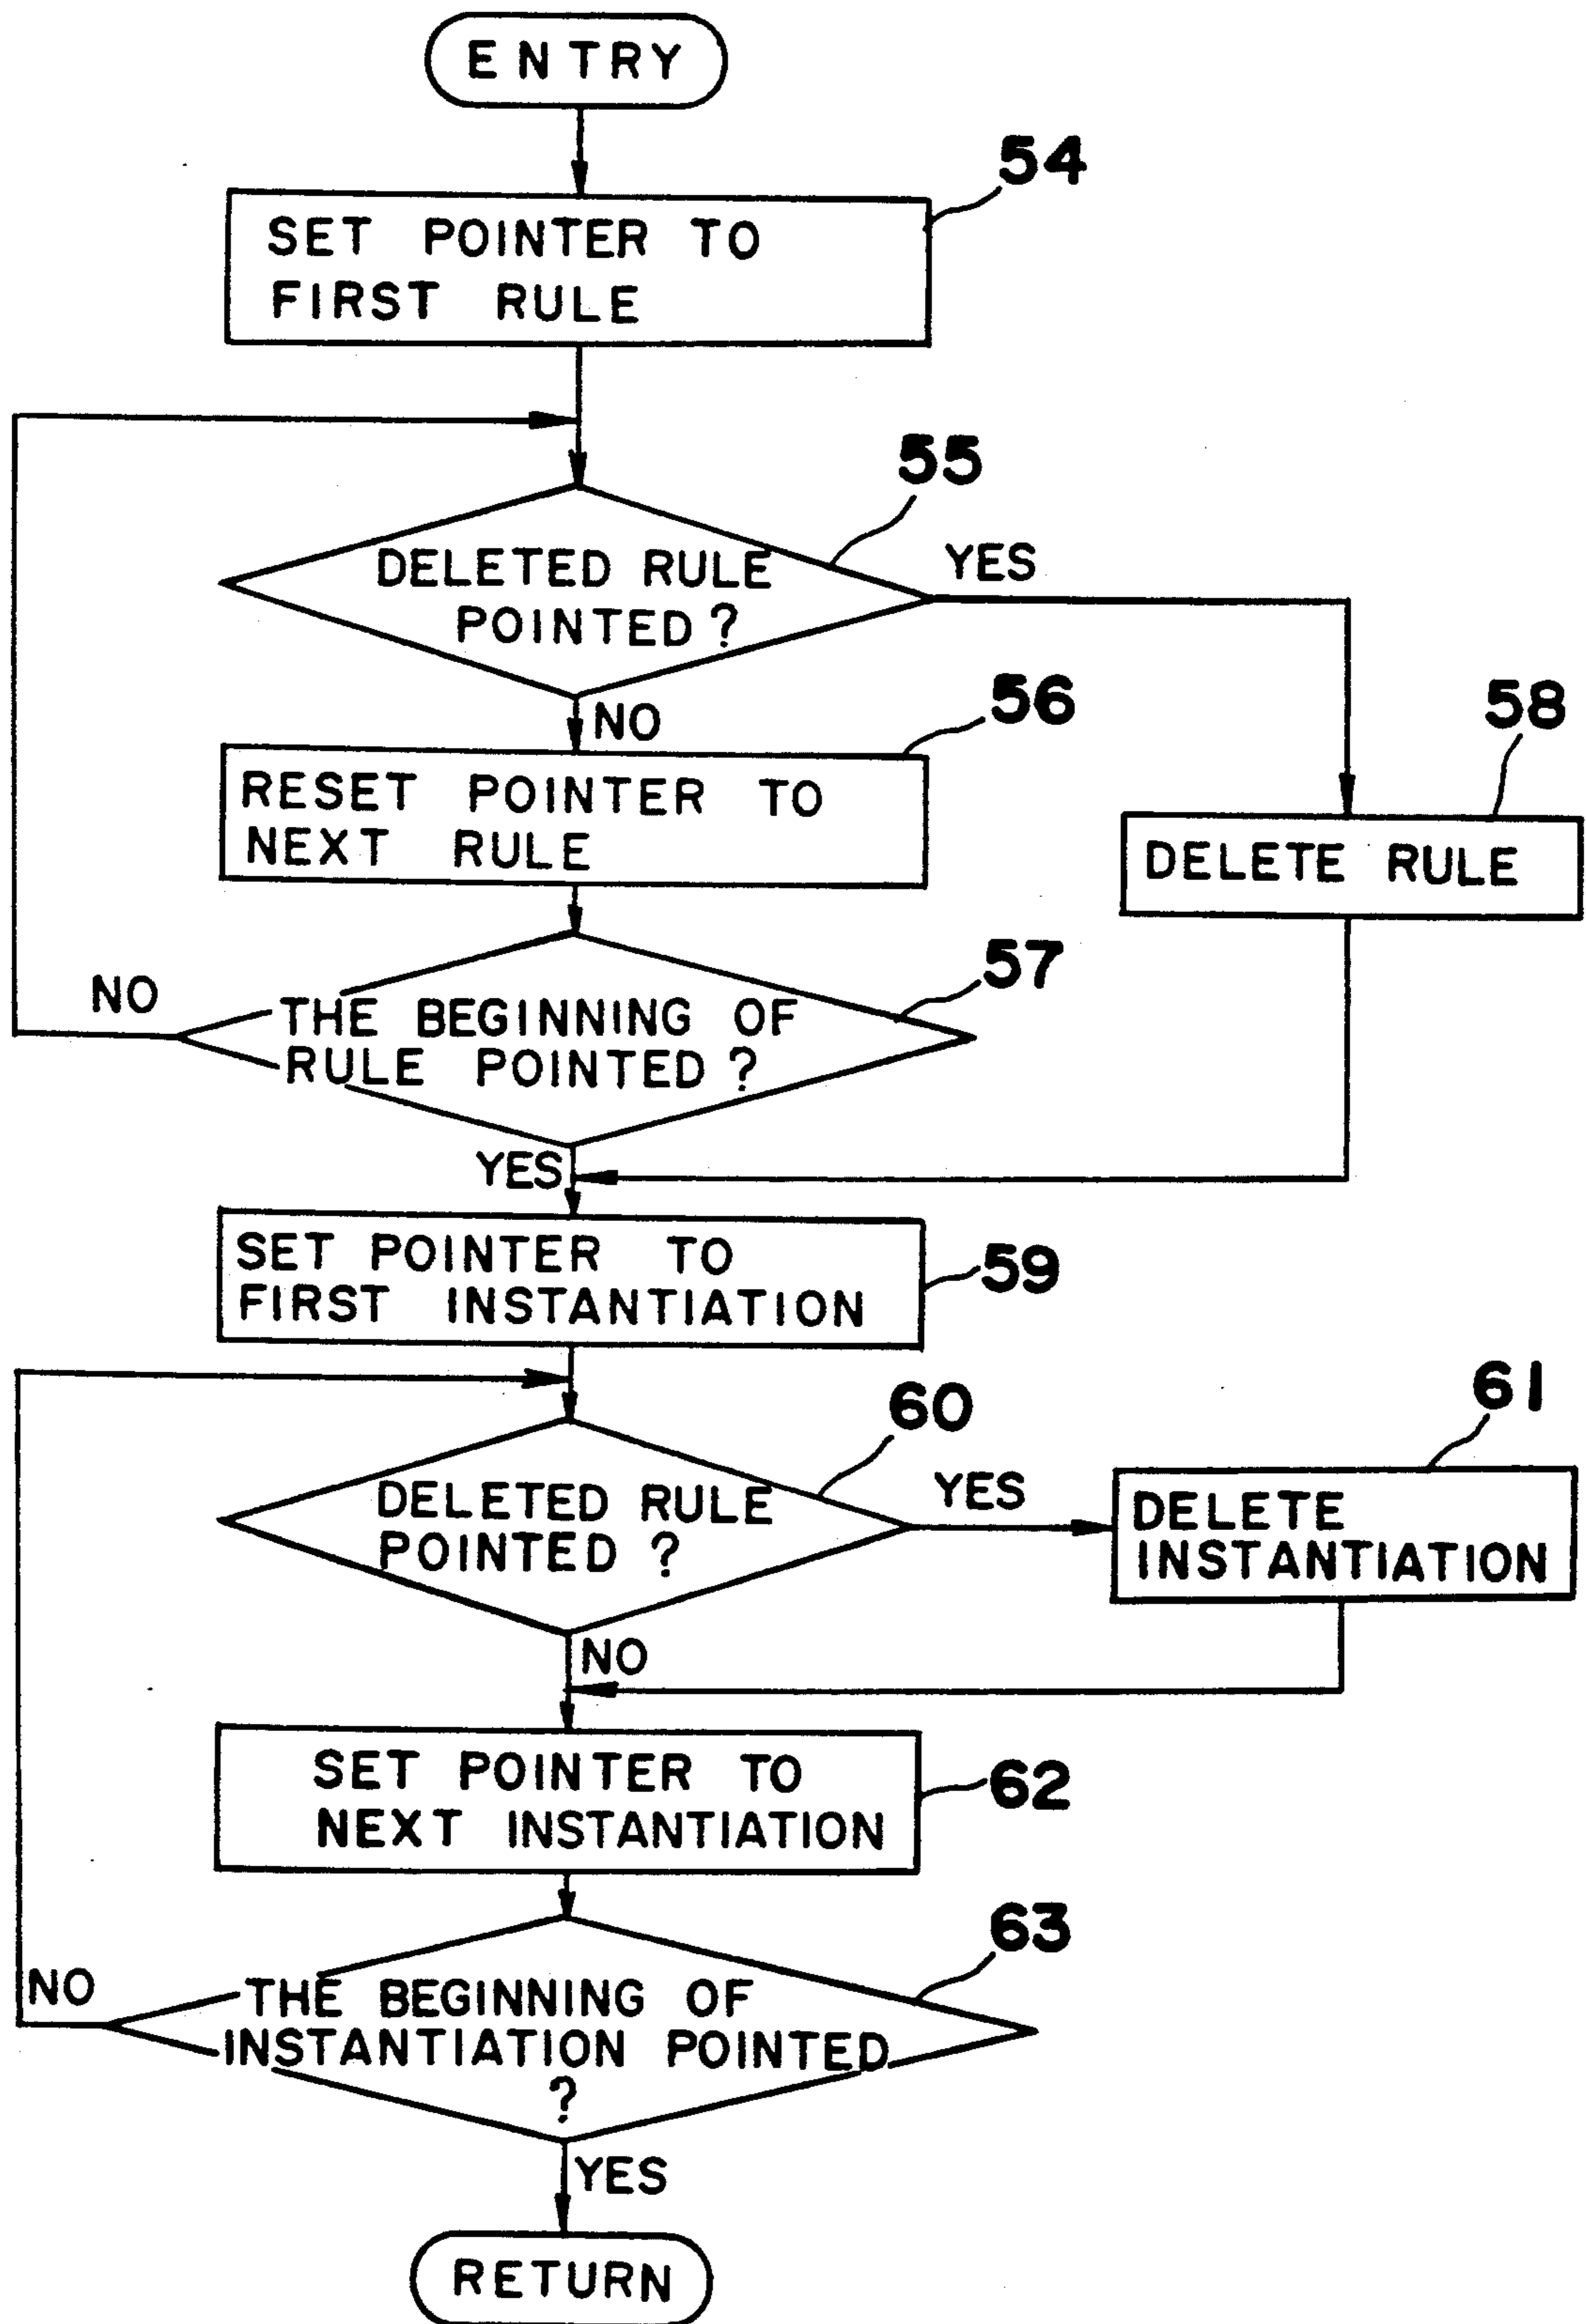 ENTRY
54
SET POINTER TO
FIRST RULE
55
DELETED RULE
POINTED?
YES
NO
56
RESET POINTER TO
NEXT RULE
58
DELETE RULE
57
NO
THE BEGINNING OF
RULE POINTED?
YES
SET POINTER TO
FIRST INSTANTIATION
59
60
DELETED RULE
POINTED?
YES
61
DELETE
INSTANTIATION
NO
SET POINTER TO
NEXT INSTANTIATION
62
63
NO
THE BEGINNING OF
INSTANTIATION POINTED
?
YES
RETURN